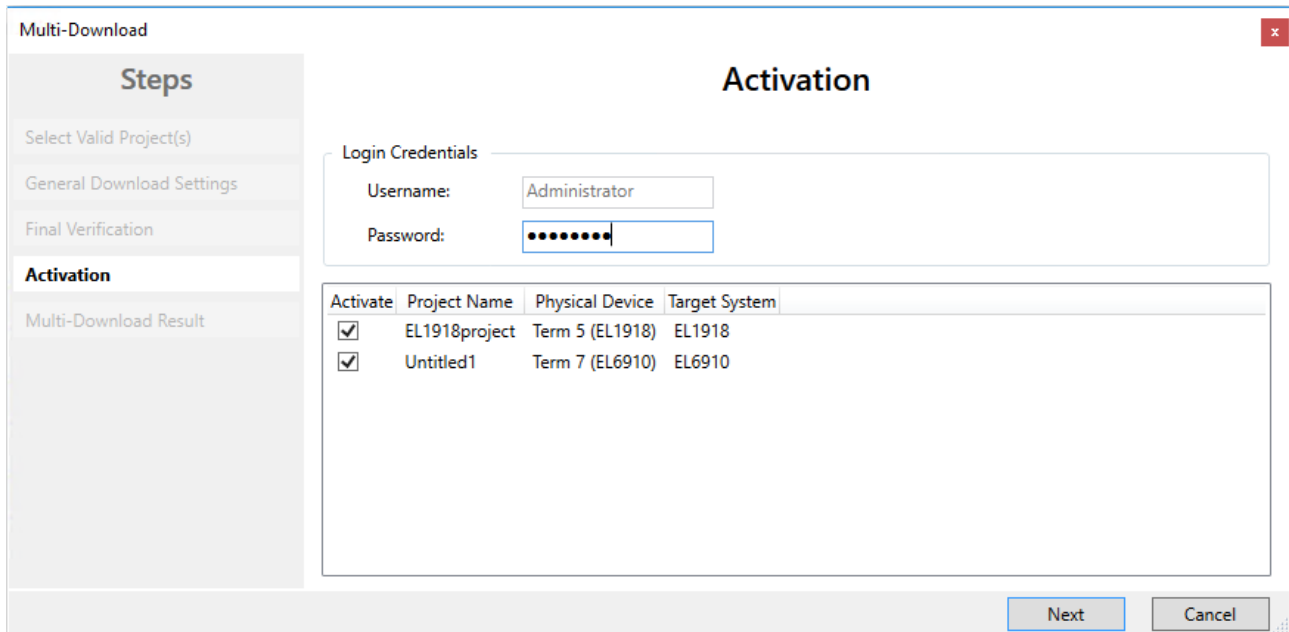 Multi-Download
x
Steps
Select Valid Project(s)
General Download Settings
Final Verification
Activation
Multi-Download Result
Activation
Login Credentials
Username: Administrator
Password: ●●●●●●●●
Activate Project Name Physical Device Target System
EL1918project Term 5 (EL1918) EL1918
Untitled1 Term 7 (EL6910) EL6910
Next Cancel